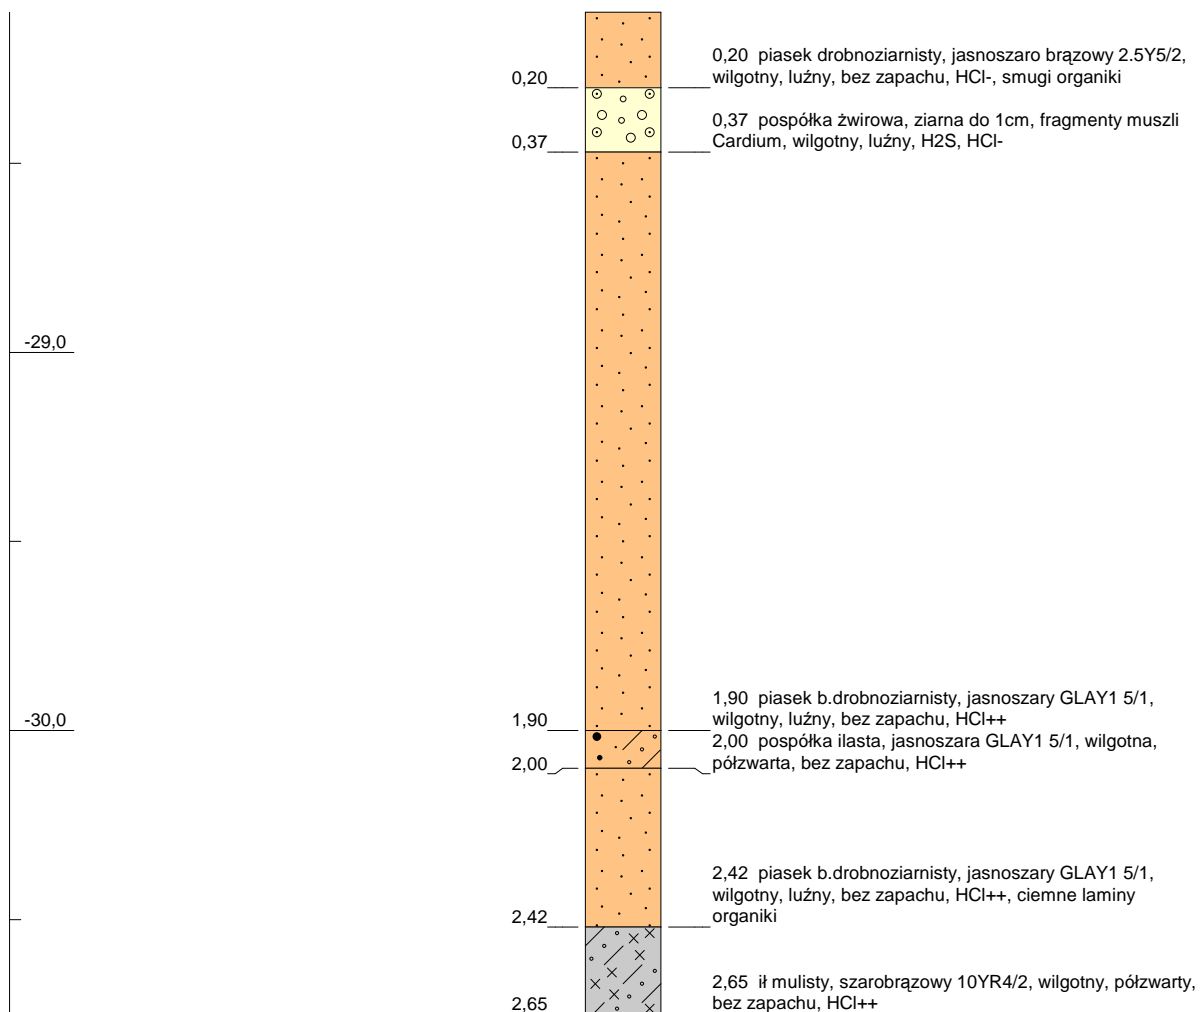 0,20 piasek drobnoziarnisty, jasnoszaro brązowy 2.5Y5/2,
wilgotny, luźny, bez zapachu, HCl-, smugi organiki
0,20
0,37 pospółka żwirowa, ziarna do 1cm, fragmenty muszli
Cardium, wilgotny, luźny, H2S, HCl-
0,37
-29,0
1,90 piasek b.drobnoziarnisty, jasnoszary GLAY1 5/1,
wilgotny, luźny, bez zapachu, HCl++
-30,0
1,90
2,00 pospółka ilasta, jasnoszara GLAY1 5/1, wilgotna,
półzwarta, bez zapachu, HCl++
2,00
2,42 piasek b.drobnoziarnisty, jasnoszary GLAY1 5/1,
wilgotny, luźny, bez zapachu, HCl++, ciemne laminy
organiki
2,42
2,65 ił mulisty, szarobrązowy 10YR4/2, wilgotny, półzwarty,
bez zapachu, HCl++
2,65